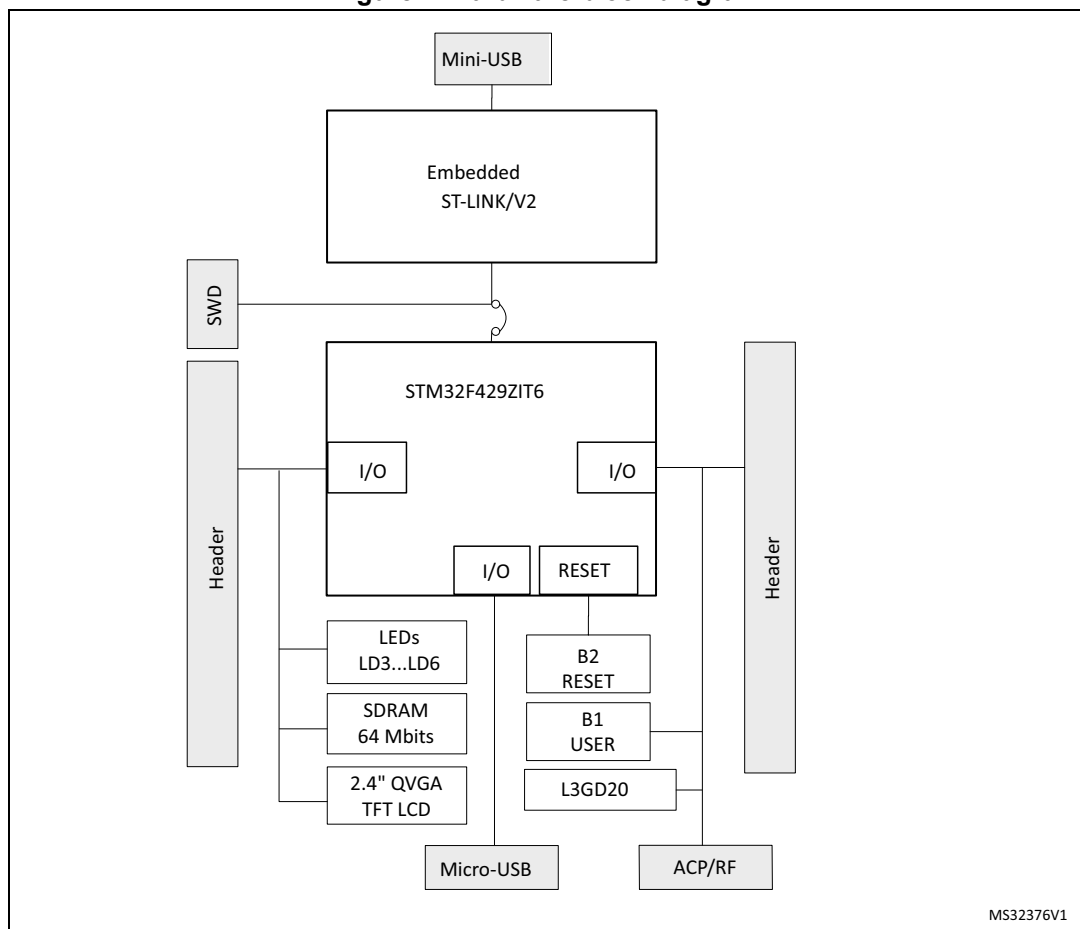 Mini-USB
Embedded
ST-LINK/V2
SWD
STM32F429ZIT6
I/O
I/O
Header
Header
I/O
RESET
LEDs
LD3...LD6
B2
RESET
SDRAM
64 Mbits
B1
USER
2.4" QVGA
TFT LCD
L3GD20
Micro-USB
ACP/RF
MS32376V1